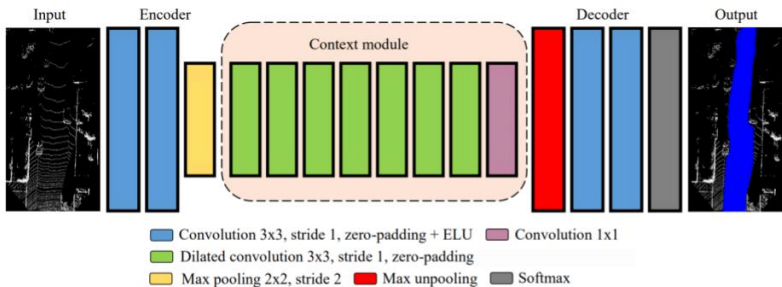 Input Encoder Decoder Output
Context module
Convolution 3x3, stride 1, zero-padding + ELU Convolution 1x1
Dilated convolution 3x3, stride 1, zero-padding
Max pooling 2x2, stride 2 Max unpooling Softmax